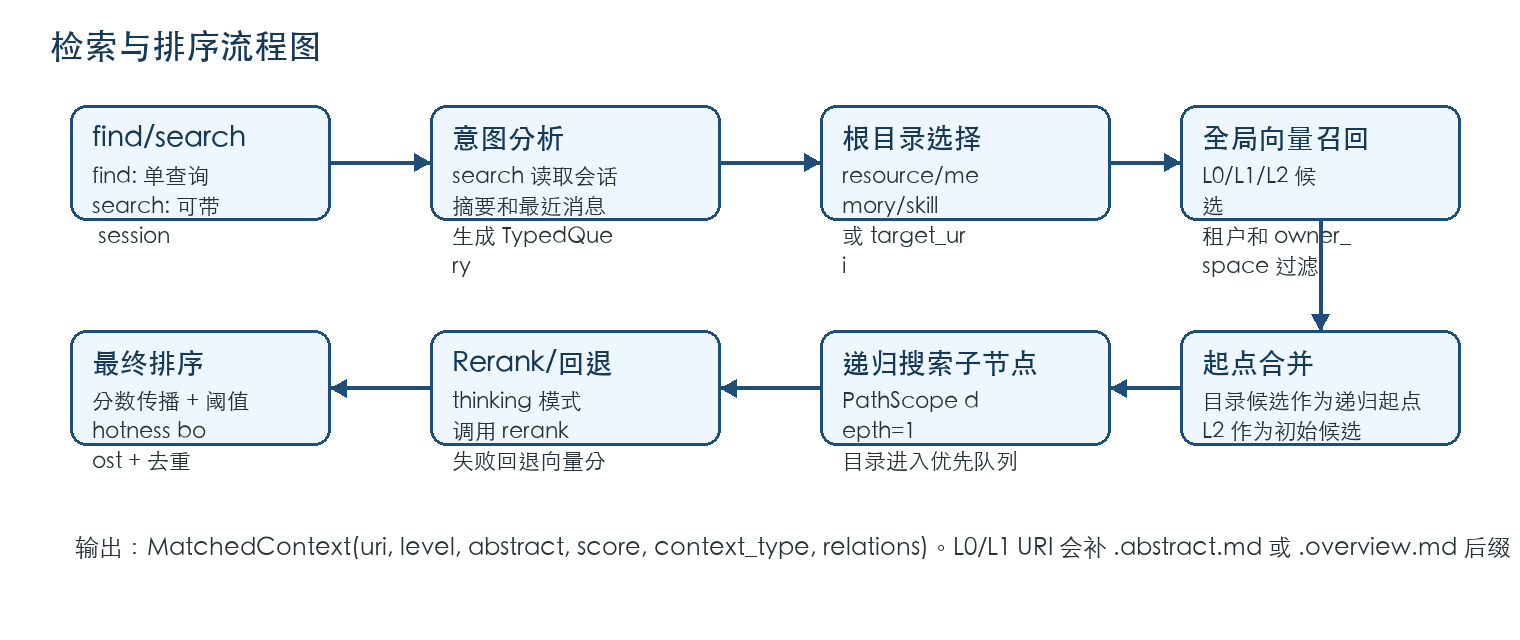 检索与排序流程图
find/search
find: 单查询
search: 可带
session
意图分析
search 读取会话
摘要和最近消息
生成 TypedQue
ry
根目录选择
resource/me
mory/skill
或 target_ur
i
全局向量召回
L0/L1/L2 候
选
租户和 owner_
space 过滤
起点合并
目录候选作为递归起点
L2 作为初始候选
递归搜索子节点
PathScope d
epth=1
目录进入优先队列
Rerank/回退
thinking 模式
调用 rerank
失败回退向量分
最终排序
分数传播 + 阈值
hotness bo
ost + 去重
输出：MatchedContext(uri, level, abstract, score, context_type, relations)。L0/L1 URI 会补 .abstract.md 或 .overview.md 后缀